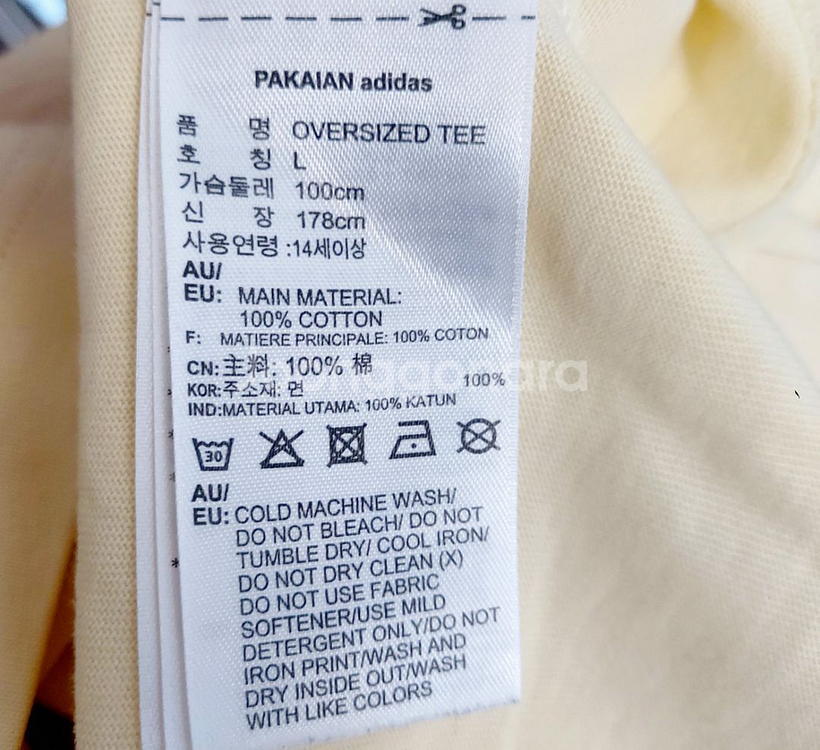 PAKAIAN adidas
품 명 OVERSIZED TEE
호 칭 L
가슴둘레 100cm
신 장 178cm
사용연령 :14세이상
AU/
EU: MAIN MATERIAL:
100% COTTON
F: MATIERE PRINCIPALE: 100% COTON
CN:主料: 100% 棉
KOR:주소재: 면 100%
IND:MATERIAL UTAMA: 100% KATUN
30
AU/
EU: COLD MACHINE WASH/
DO NOT BLEACH/ DO NOT
TUMBLE DRY/ COOL IRON/
DO NOT DRY CLEAN (X)
DO NOT USE FABRIC
SOFTENER/USE MILD
DETERGENT ONLY/DO NOT
IRON PRINT/WASH AND
DRY INSIDE OUT/WASH
WITH LIKE COLORS